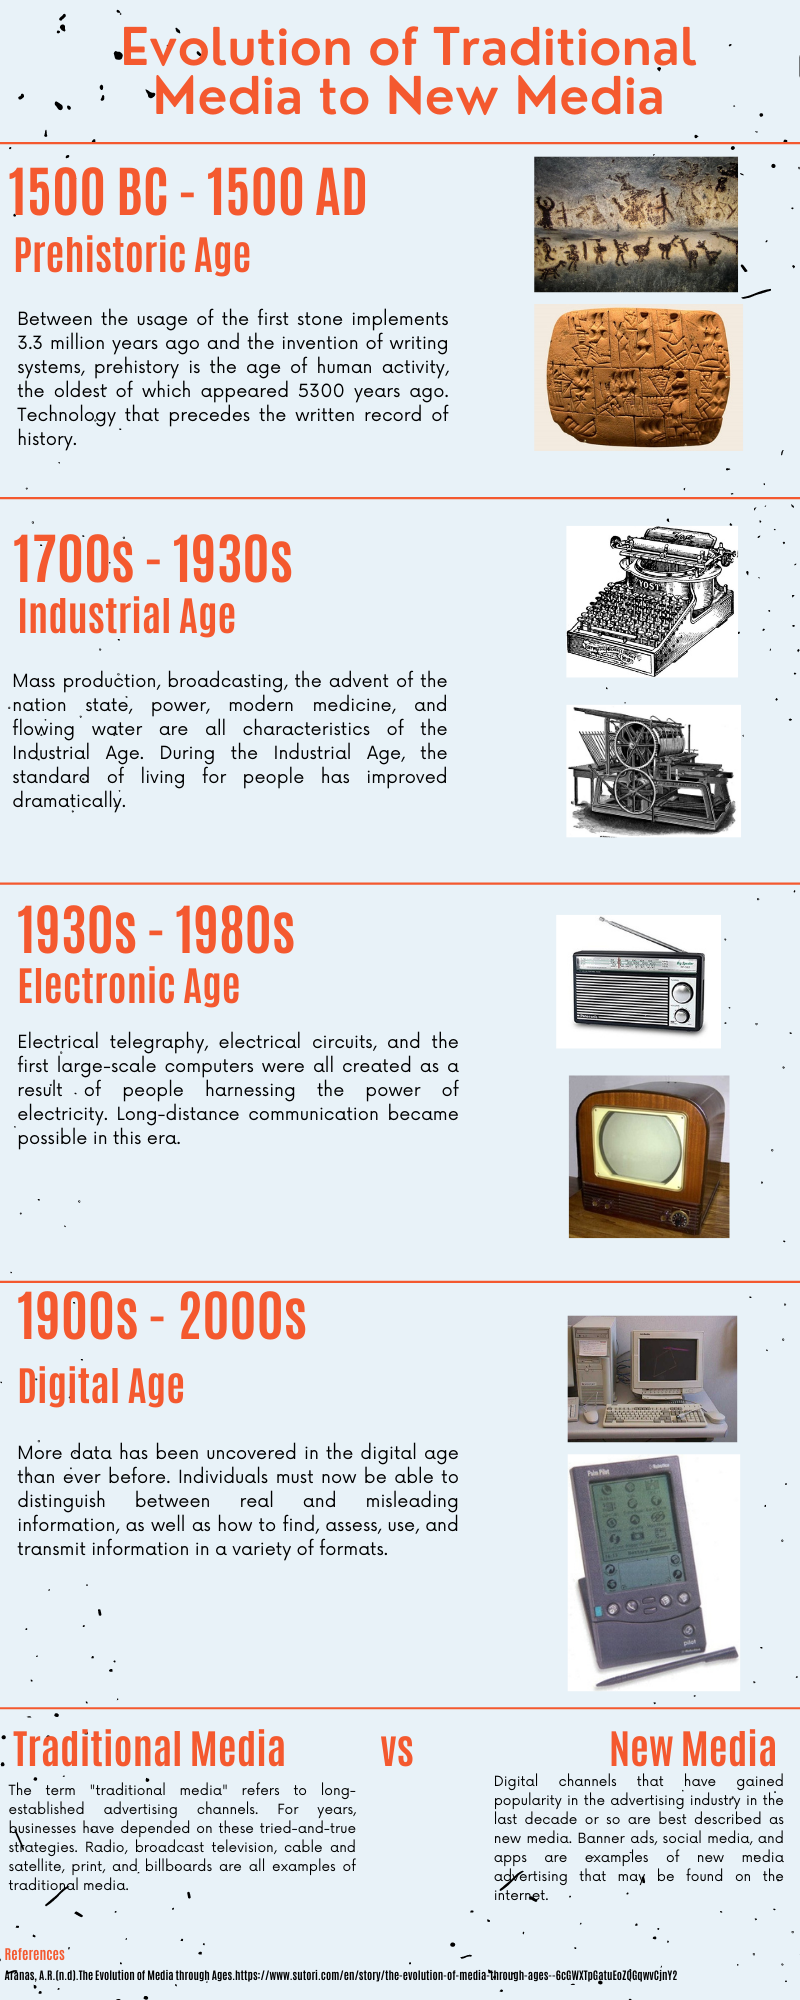 Evolution of Traditional
Media to New Media
1500 BC - 1500 AD
Prehistoric Age
Between the usage of the first stone implements
3.3 million years ago and the invention of writing
systems, prehistory is the age of human activity,
the oldest of which appeared 5300 years ago.
Technology that precedes the written record of
history.
1700s - 1930s
Industrial Age
YOST
Mass production, broadcasting, the advent of the
nation state, power, modern medicine, and
flowing water are all characteristics of the
Industrial Age. During the Industrial Age, the
standard of living for people has improved
dramatically.
1930s - 1980s
Electronic Age
Electrical telegraphy, electrical circuits, and the
first large-scale computers were all created as a
result of people harnessing the power of
electricity. Long-distance communication became
possible in this era.
1900s - 2000s
Digital Age
More data has been uncovered in the digital age
than ever before. Individuals must now be able to
distinguish between real and misleading
information, as well as how to find, assess, use, and
transmit information in a variety of formats.
Palm Pilot
pilot
Traditional Media vs New Media
The term "traditional media" refers to long-
established advertising channels. For years,
businesses have depended on these tried-and-true
strategies. Radio, broadcast television, cable and
satellite, print, and billboards are all examples of
traditional media.
Digital channels that have gained
popularity in the advertising industry in the
last decade or so are best described as
new media. Banner ads, social media, and
apps are examples of new media
advertising that may be found on the
internet.
References
Aranas, A.R.(n.d).The Evolution of Media through Ages.https://www.sutori.com/en/story/the-evolution-of-media-through-ages--6cGWXTpGatuEoZQGqwvCjnY2